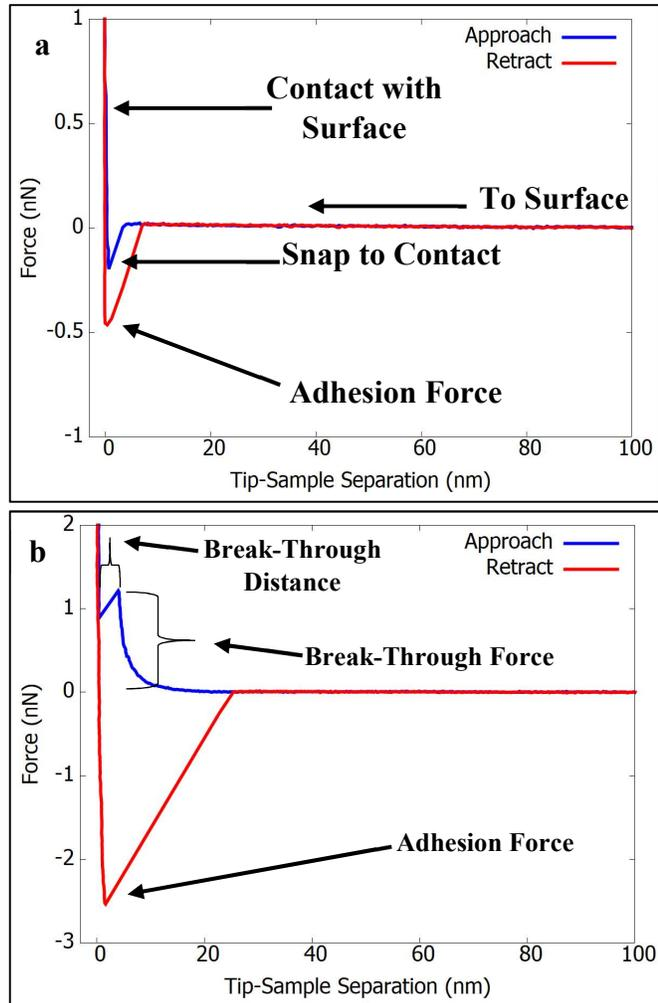 a
1
0.5
0
-0.5
-1
Force (nN)
Approach
Retract
Contact with
Surface
To Surface
Snap to Contact
Adhesion Force
0
20
40
60
80
100
Tip-Sample Separation (nm)
b
2
1
0
-1
-2
-3
Force (nN)
Approach
Retract
Break-Through
Distance
Break-Through Force
Adhesion Force
0
20
40
60
80
100
Tip-Sample Separation (nm)